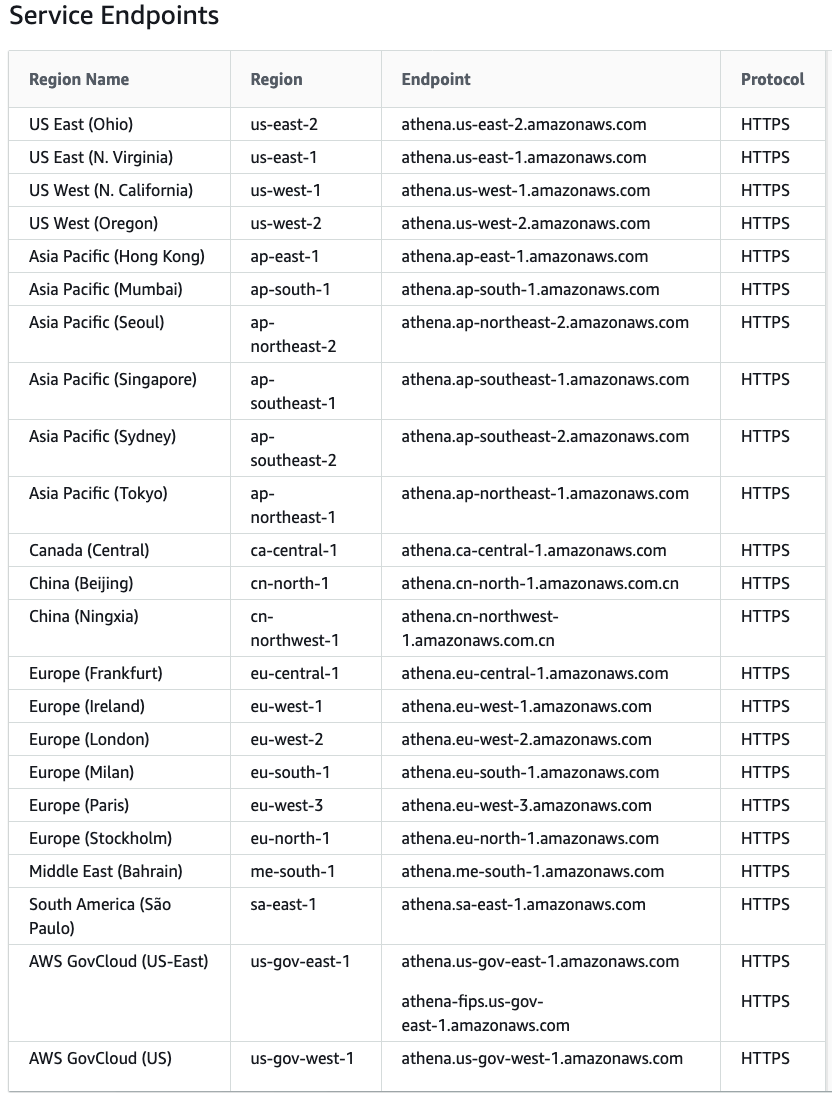 Service Endpoints
Region Name Region Endpoint Protocol
US East (Ohio) us-east-2 athena.us-east-2.amazonaws.com HTTPS
US East (N. Virginia) us-east-1 athena.us-east-1.amazonaws.com HTTPS
US West (N. California) us-west-1 athena.us-west-1.amazonaws.com HTTPS
US West (Oregon) us-west-2 athena.us-west-2.amazonaws.com HTTPS
Asia Pacific (Hong Kong) ap-east-1 athena.ap-east-1.amazonaws.com HTTPS
Asia Pacific (Mumbai) ap-south-1 athena.ap-south-1.amazonaws.com HTTPS
Asia Pacific (Seoul) ap- athena.ap-northeast-2.amazonaws.com HTTPS
northeast-2
Asia Pacific (Singapore) ap- athena.ap-southeast-1.amazonaws.com HTTPS
southeast-1
Asia Pacific (Sydney) ap- athena.ap-southeast-2.amazonaws.com HTTPS
southeast-2
Asia Pacific (Tokyo) ap- athena.ap-northeast-1.amazonaws.com HTTPS
northeast-1
Canada (Central) ca-central-1 athena.ca-central-1.amazonaws.com HTTPS
China (Beijing) cn-north-1 athena.cn-north-1.amazonaws.com.cn HTTPS
China (Ningxia) cn- athena.cn-northwest- HTTPS
northwest-1 1.amazonaws.com.cn
Europe (Frankfurt) eu-central-1 athena.eu-central-1.amazonaws.com HTTPS
Europe (Ireland) eu-west-1 athena.eu-west-1.amazonaws.com HTTPS
Europe (London) eu-west-2 athena.eu-west-2.amazonaws.com HTTPS
Europe (Milan) eu-south-1 athena.eu-south-1.amazonaws.com HTTPS
Europe (Paris) eu-west-3 athena.eu-west-3.amazonaws.com HTTPS
Europe (Stockholm) eu-north-1 athena.eu-north-1.amazonaws.com HTTPS
Middle East (Bahrain) me-south-1 athena.me-south-1.amazonaws.com HTTPS
South America (São sa-east-1 athena.sa-east-1.amazonaws.com HTTPS
Paulo)
AWS GovCloud (US-East) us-gov-east-1 athena.us-gov-east-1.amazonaws.com HTTPS
athena-fips.us-gov- HTTPS
east-1.amazonaws.com
AWS GovCloud (US) us-gov-west-1 athena.us-gov-west-1.amazonaws.com HTTPS